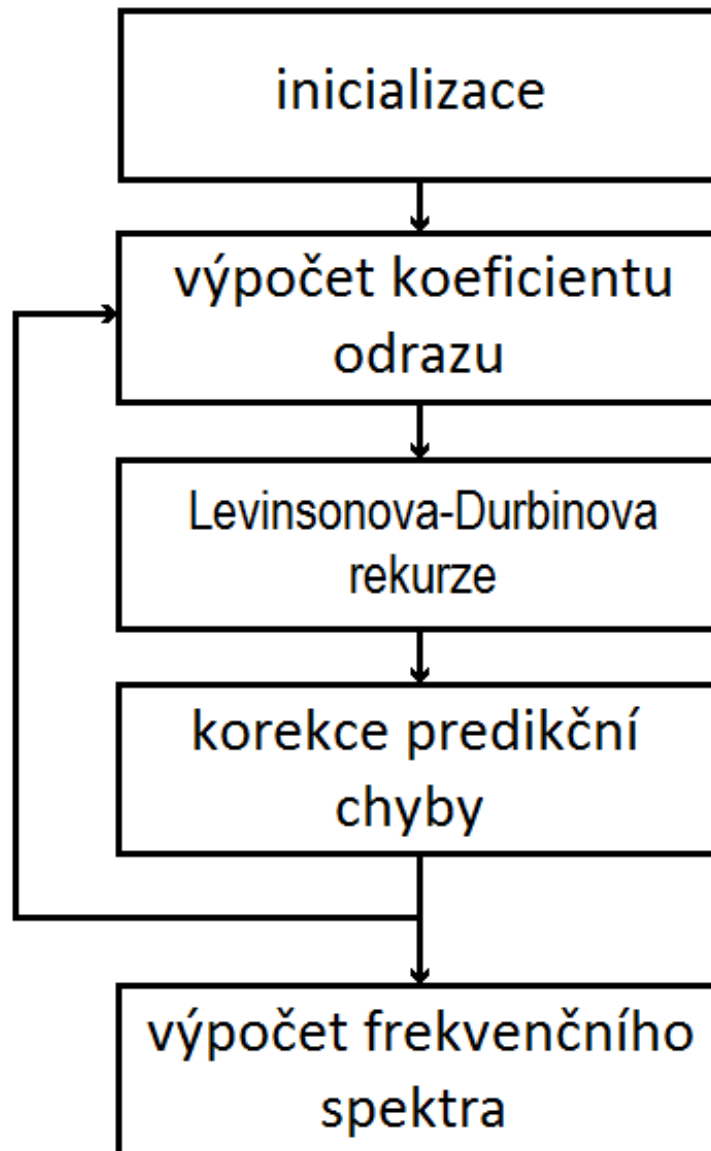 inicializace
výpočet koeficientu
odrazu
Levinsonova-Durbinova
rekurze
korekce predikční
chyby
výpočet frekvenčního
spektra